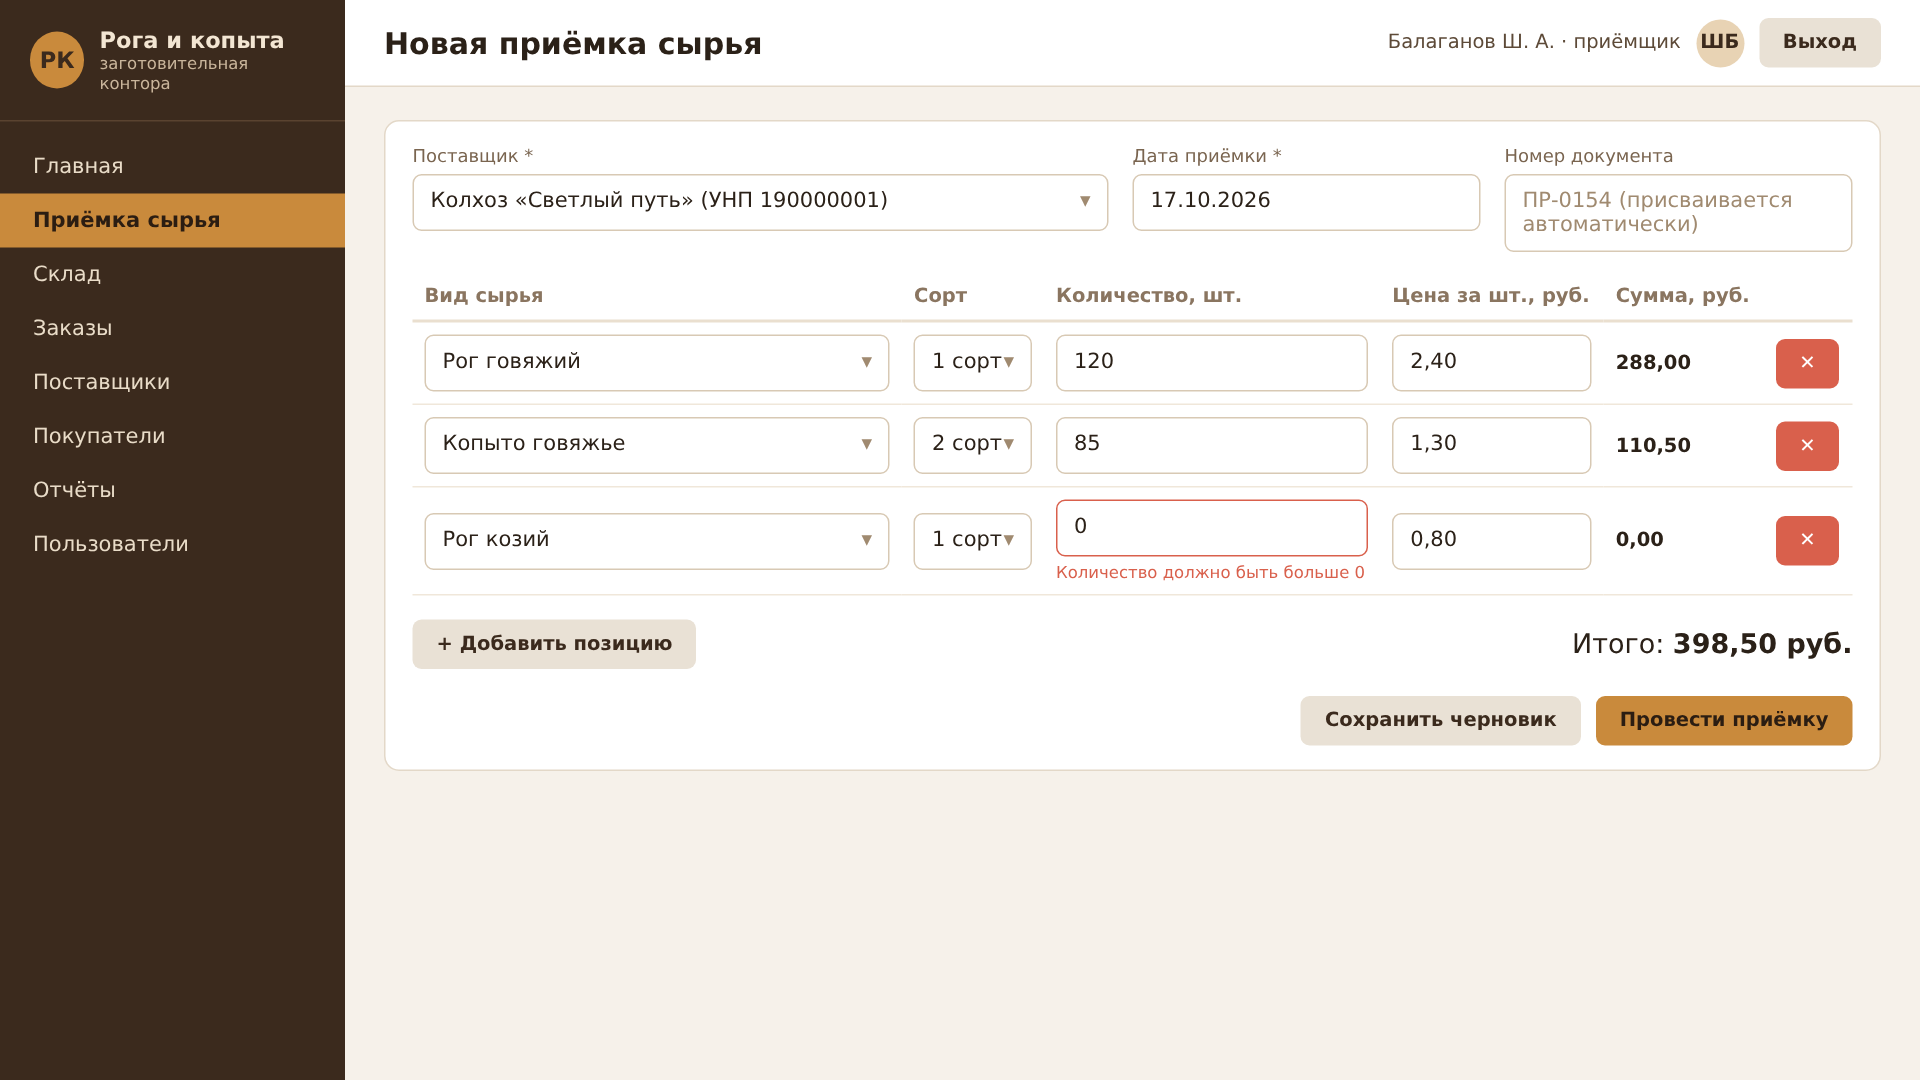 РК
Рога и копыта
заготовительная
контора
Главная
Приёмка сырья
Склад
Заказы
Поставщики
Покупатели
Отчёты
Пользователи
Новая приёмка сырья
Балаганов Ш. А. · приёмщик
ШБ
Выход
Поставщик *
Колхоз «Светлый путь» (УНП 190000001) ▼
Дата приёмки *
17.10.2026
Номер документа
ПР-0154 (присваивается
автоматически)
Вид сырья Сорт Количество, шт. Цена за шт., руб. Сумма, руб.
Рог говяжий ▼ 1 сорт ▼ 120 2,40 288,00 ✕
Копыто говяжье ▼ 2 сорт ▼ 85 1,30 110,50 ✕
Рог козий ▼ 1 сорт ▼ 0 0,80 0,00 ✕
Количество должно быть больше 0
+ Добавить позицию
Итого: 398,50 руб.
Сохранить черновик
Провести приёмку